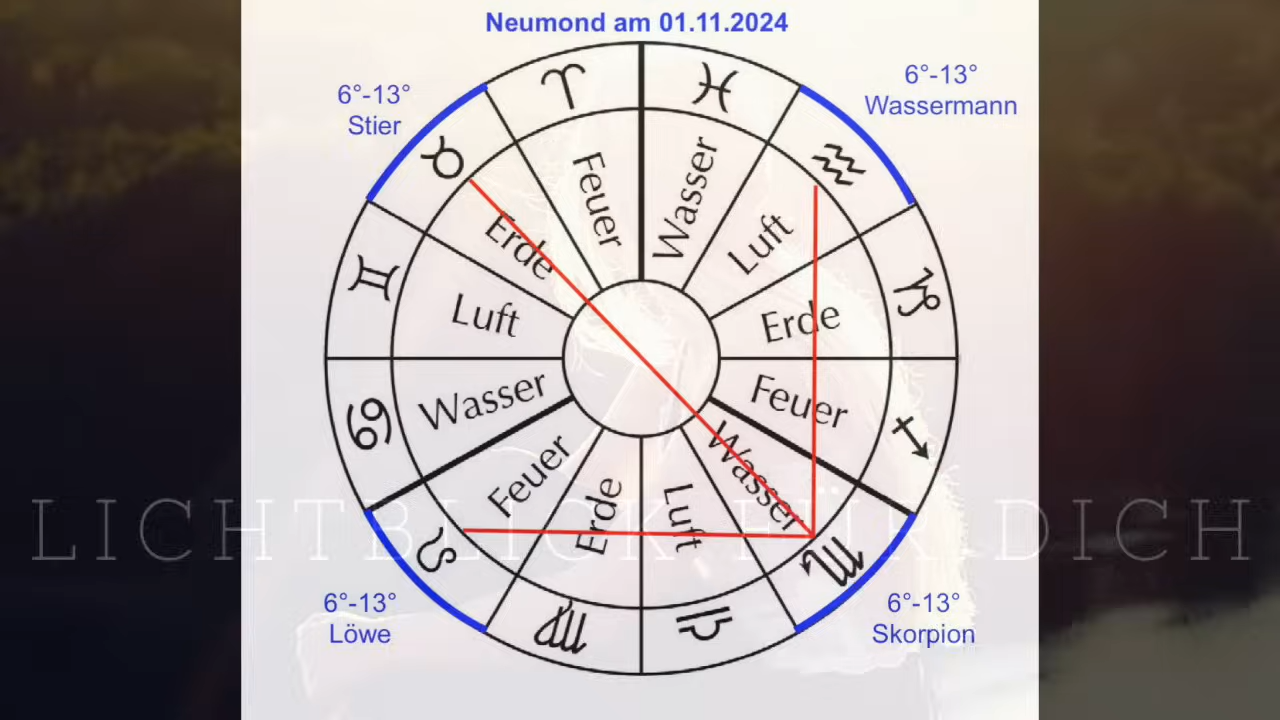 Neumond am 01.11.2024
6°-13°
Stier
6°-13°
Wassermann
Feuer
Wasser
Erde
Luft
Luft
Erde
Wasser
Feuer
Feuer
Erde
Luft
Wasser
LICHTBLICK FÜR DICH
6°-13°
Löwe
6°-13°
Skorpion